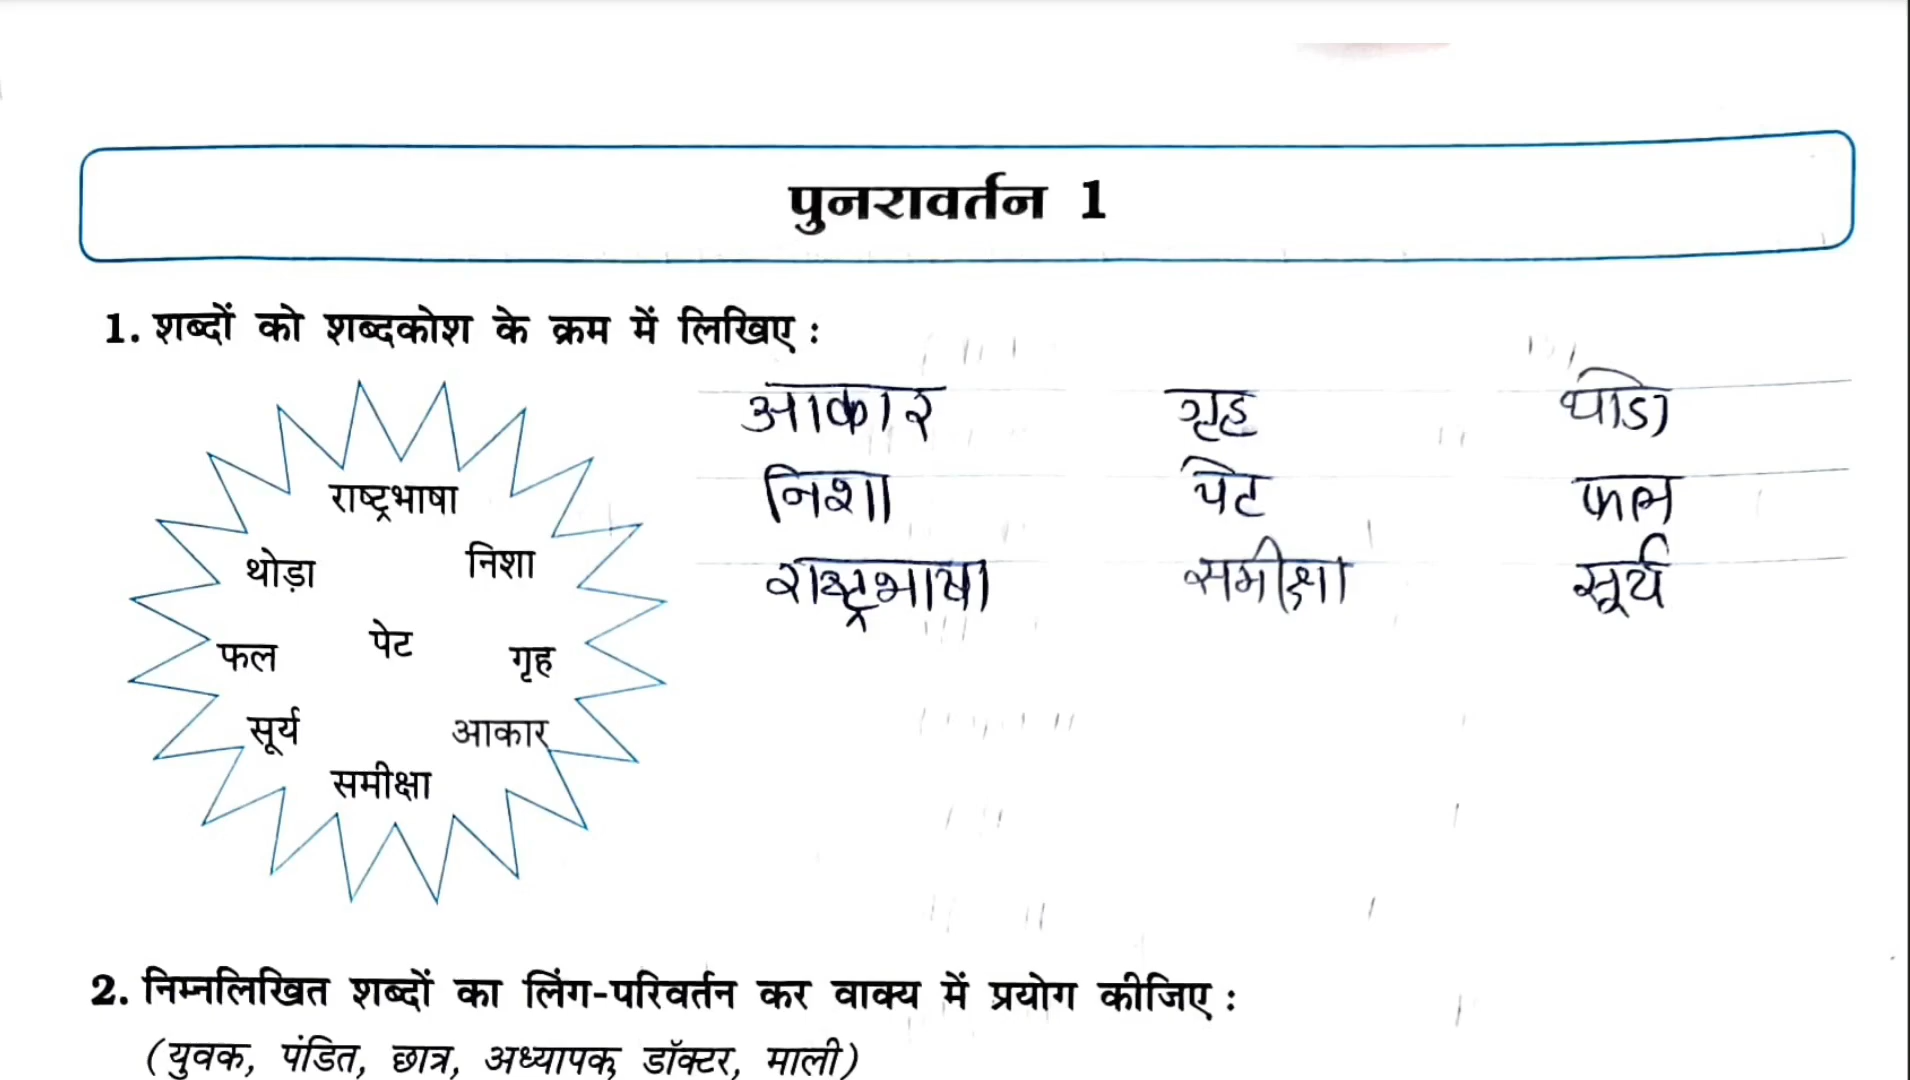 पुनरावर्तन 1
1. शब्दों को शब्दकोश के क्रम में लिखिए :
राष्ट्रभाषा
थोड़ा निशा
फल पेट गृह
सूर्य आकार
समीक्षा
आकार गृह थोडा
निशा पेट फल
राष्ट्रभाषा समीक्षा सूर्य
2. निम्नलिखित शब्दों का लिंग-परिवर्तन कर वाक्य में प्रयोग कीजिए :
(युवक, पंडित, छात्र, अध्यापक, डॉक्टर, माली)